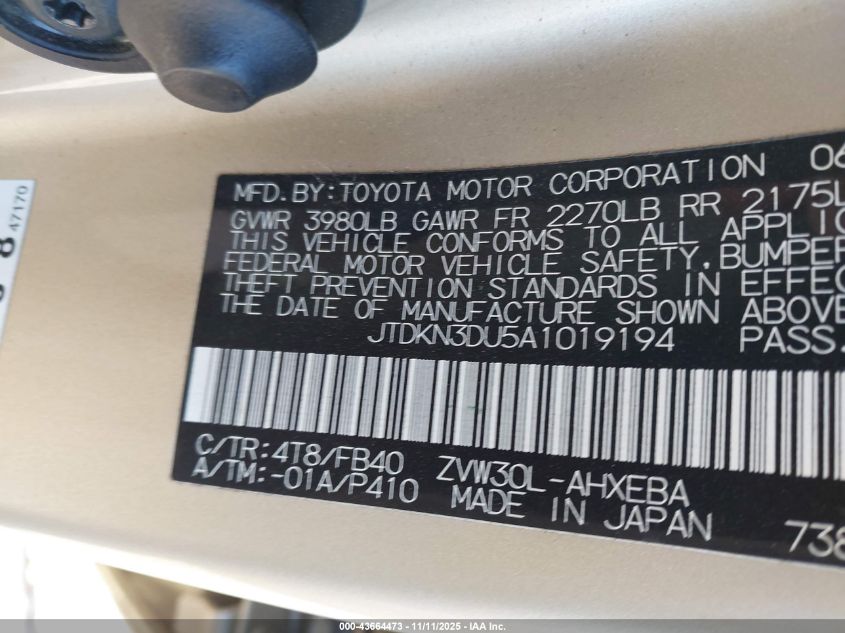 MFD. BY: TOYOTA MOTOR CORPORATION 06
GVWR 3980LB GAWR FR 2270LB RR 2175L
THIS VEHICLE CONFORMS TO ALL APPLIC
FEDERAL MOTOR VEHICLE SAFETY, BUMPER
THEFT PREVENTION STANDARDS IN EFFEC
THE DATE OF MANUFACTURE SHOWN ABOVE
JTDKN3DU5A1019194 PASS.
C/TR: 4T8/FB40 ZVW30L-AHXEBA
A/TM: -01A/P410 MADE IN JAPAN 738
8
47170
000-43664473 - 11/11/2025 - IAA Inc.